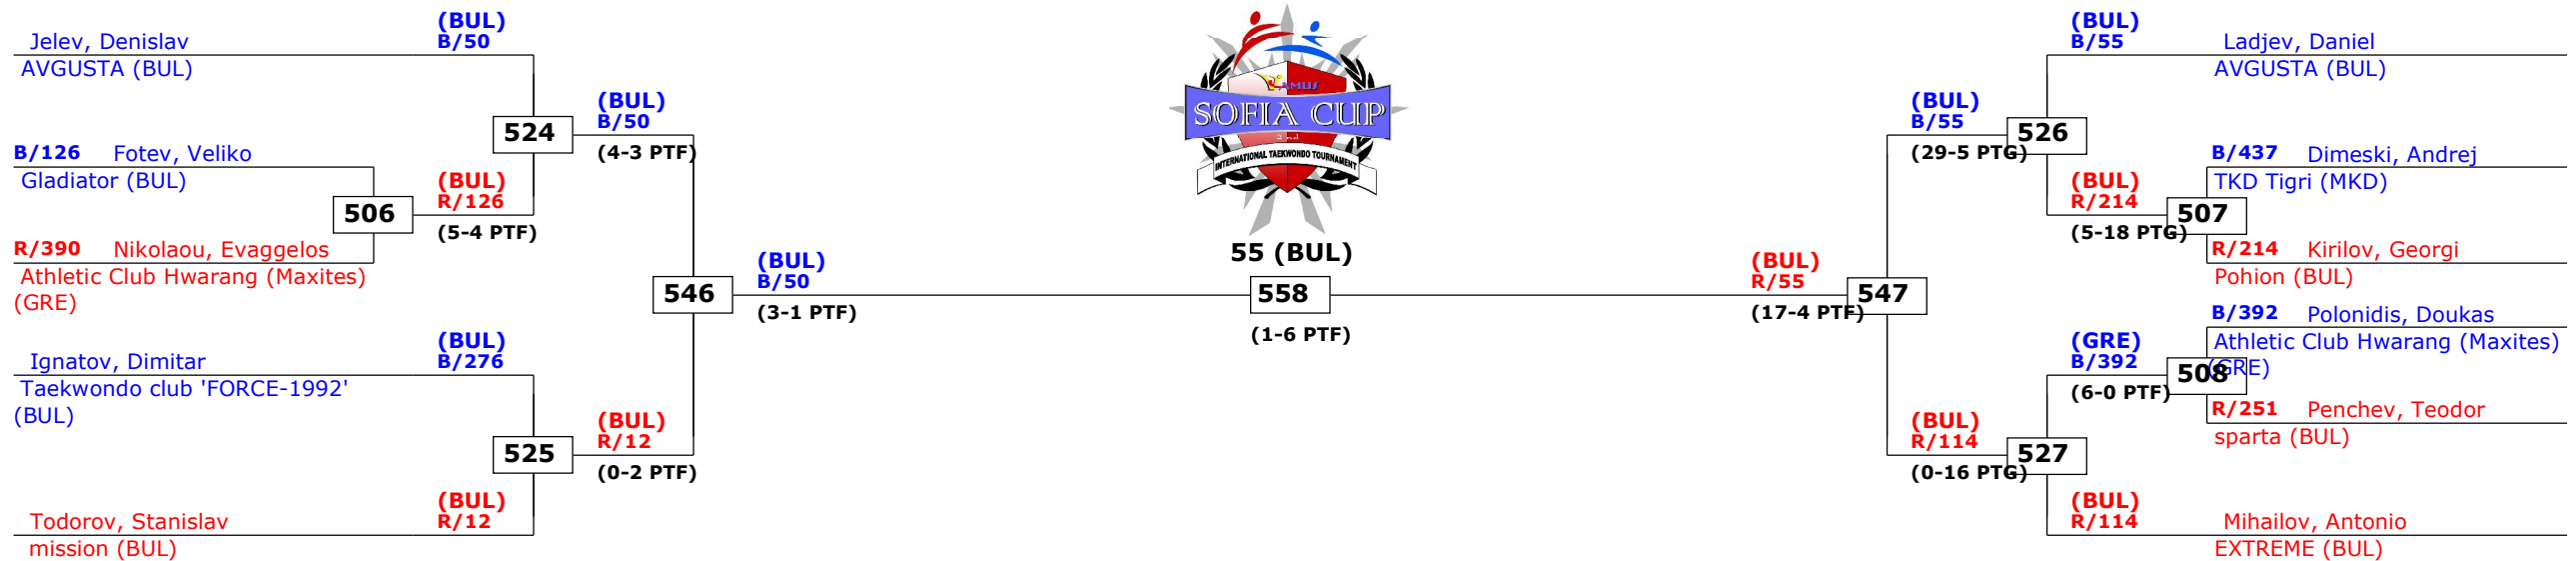 (BUL)
B/50
Jelev, Denislav
AVGUSTA (BUL)
524
(BUL)
B/50
(4-3 PTF)
B/126 Fotev, Veliko
Gladiator (BUL)
506
(BUL)
R/126
(5-4 PTF)
R/390 Nikolaou, Evaggelos
Athletic Club Hwarang (Maxites)
(GRE)
546
(BUL)
B/50
(3-1 PTF)
(BUL)
B/276
Ignatov, Dimitar
Taekwondo club 'FORCE-1992'
(BUL)
525
(BUL)
R/12
(0-2 PTF)
(BUL)
R/12
Todorov, Stanislav
mission (BUL)
RAMUS
SOFIA CUP
2nd
INTERNATIONAL TAEKWONDO TOURNAMENT
55 (BUL)
558
(1-6 PTF)
(BUL)
R/55
(17-4 PTF)
547
(BUL)
B/55
Ladjev, Daniel
AVGUSTA (BUL)
(BUL)
B/55
(29-5 PTG)
526
B/437 Dimeski, Andrej
TKD Tigri (MKD)
(BUL)
R/214
(5-18 PTG)
507
R/214 Kirilov, Georgi
Pohion (BUL)
B/392 Polonidis, Doukas
Athletic Club Hwarang (Maxites)
(GRE)
(GRE)
B/392
(6-0 PTF)
508
R/251 Penchev, Teodor
sparta (BUL)
(BUL)
R/114
(0-16 PTG)
527
(BUL)
R/114
Mihailov, Antonio
EXTREME (BUL)